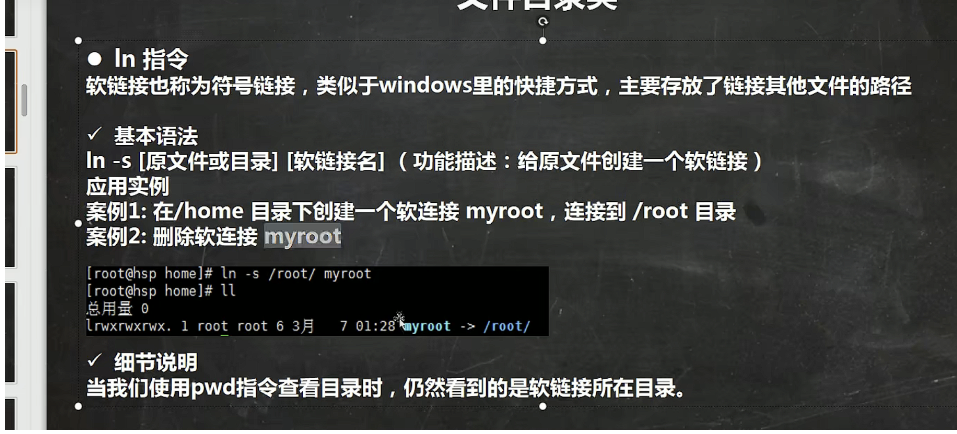 文件目录类
● ln 指令
软链接也称为符号链接，类似于windows里的快捷方式，主要存放了链接其他文件的路径
✓ 基本语法
ln -s [原文件或目录] [软链接名] （功能描述：给原文件创建一个软链接）
应用实例
案例1: 在/home 目录下创建一个软连接 myroot，连接到 /root 目录
案例2: 删除软连接 myroot
[root@hsp home]# ln -s /root/ myroot
[root@hsp home]# ll
总用量 0
lrwxrwxrwx. 1 root root 6 3月 7 01:28 myroot -> /root/
✓ 细节说明
当我们使用pwd指令查看目录时，仍然看到的是软链接所在目录。